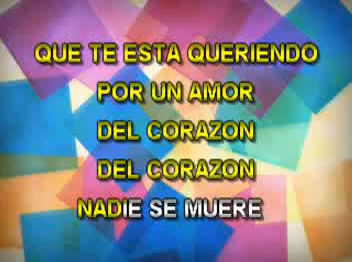 QUE TE ESTA QUERIENDO
POR UN AMOR
DEL CORAZON
DEL CORAZON
NADIE SE MUERE